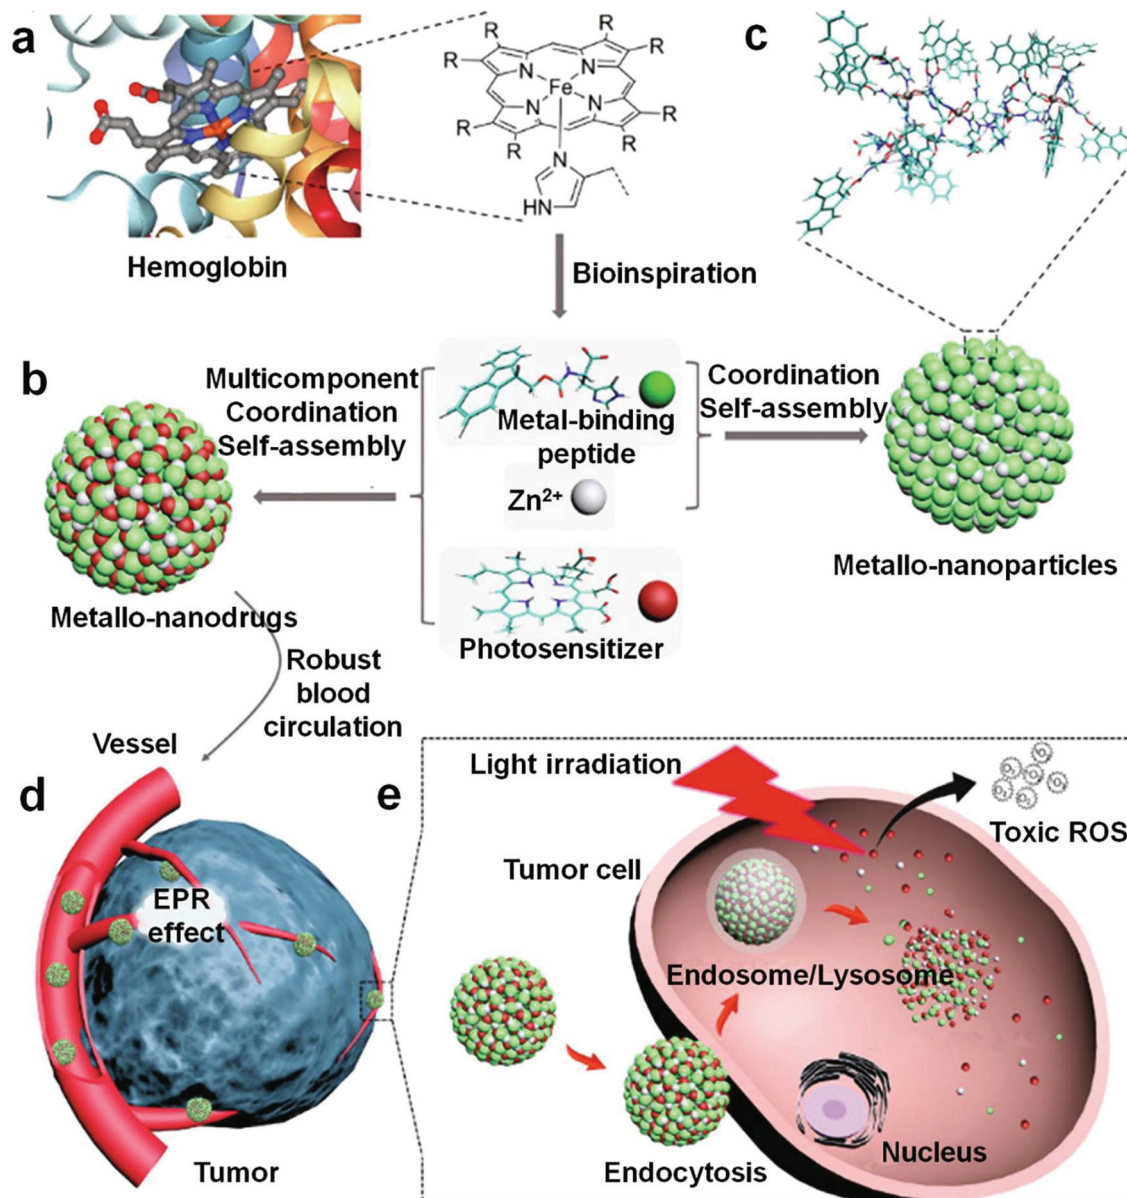 a
R
R
R
R
R
R
R
R
N
N
N
N
Fe
N
HN
c
Hemoglobin
Bioinspiration
b
Multicomponent
Coordination
Self-assembly
Metal-binding
peptide
Zn²⁺
Photosensitizer
Coordination
Self-assembly
Metallo-nanoparticles
Metallo-nanodrugs
Robust
blood
circulation
Vessel
d
EPR
effect
Tumor
e
Light irradiation
Toxic ROS
Tumor cell
Endosome/Lysosome
Nucleus
Endocytosis